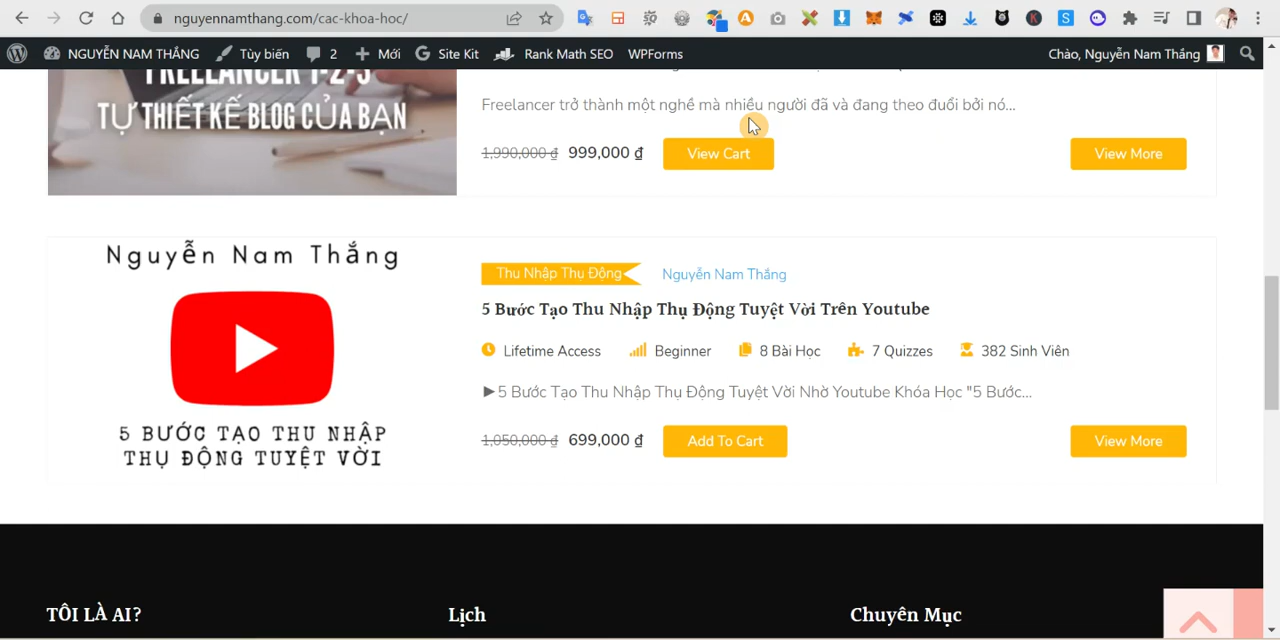 nguyennamthang.com/cac-khoa-hoc/
NGUYỄN NAM THẮNG Tùy biến 2 Mới Site Kit Rank Math SEO WPForms Chào, Nguyễn Nam Thắng
FREELANCER 1-2-3
TỰ THIẾT KẾ BLOG CỦA BẠN
Freelancer trở thành một nghề mà nhiều người đã và đang theo đuổi bởi nó...
1,990,000 ₫ 999,000 ₫ View Cart View More
Nguyễn Nam Thắng
5 BƯỚC TẠO THU NHẬP
THỤ ĐỘNG TUYỆT VỜI
Thu Nhập Thụ Động Nguyễn Nam Thắng
5 Bước Tạo Thu Nhập Thụ Động Tuyệt Vời Trên Youtube
Lifetime Access Beginner 8 Bài Học 7 Quizzes 382 Sinh Viên
▶5 Bước Tạo Thu Nhập Thụ Động Tuyệt Vời Nhờ Youtube Khóa Học "5 Bước...
1,050,000 ₫ 699,000 ₫ Add To Cart View More
TÔI LÀ AI? Lịch Chuyên Mục